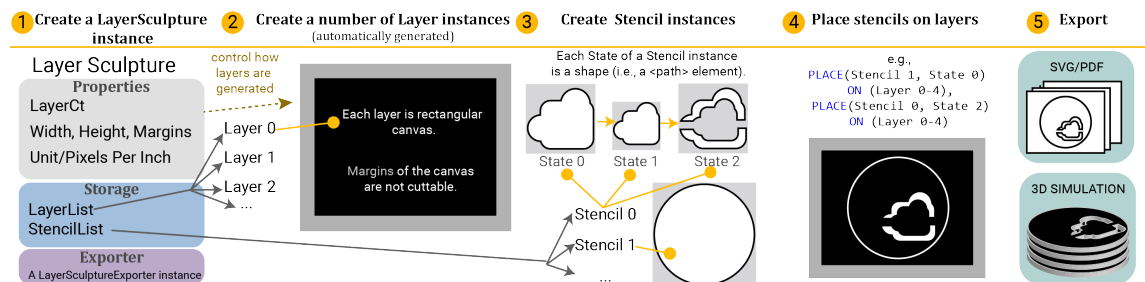 1 Create a LayerSculpture
instance
2 Create a number of Layer instances
(automatically generated)
3 Create Stencil instances
4 Place stencils on layers
5 Export
Layer Sculpture
Properties
LayerCt
Width, Height, Margins
Unit/Pixels Per Inch
Storage
LayerList
StencilList
Exporter
A LayerSculptureExporter instance
control how
layers are
generated
Layer 0
Layer 1
Layer 2
...
Each layer is rectangular
canvas.
Margins of the canvas
are not cuttable.
Each State of a Stencil instance
is a shape (i.e., a <path> element).
State 0
State 1
State 2
Stencil 0
Stencil 1
...
e.g.,
PLACE(Stencil 1, State 0)
ON (Layer 0-4),
PLACE(Stencil 0, State 2)
ON (Layer 0-4)
SVG/PDF
3D SIMULATION